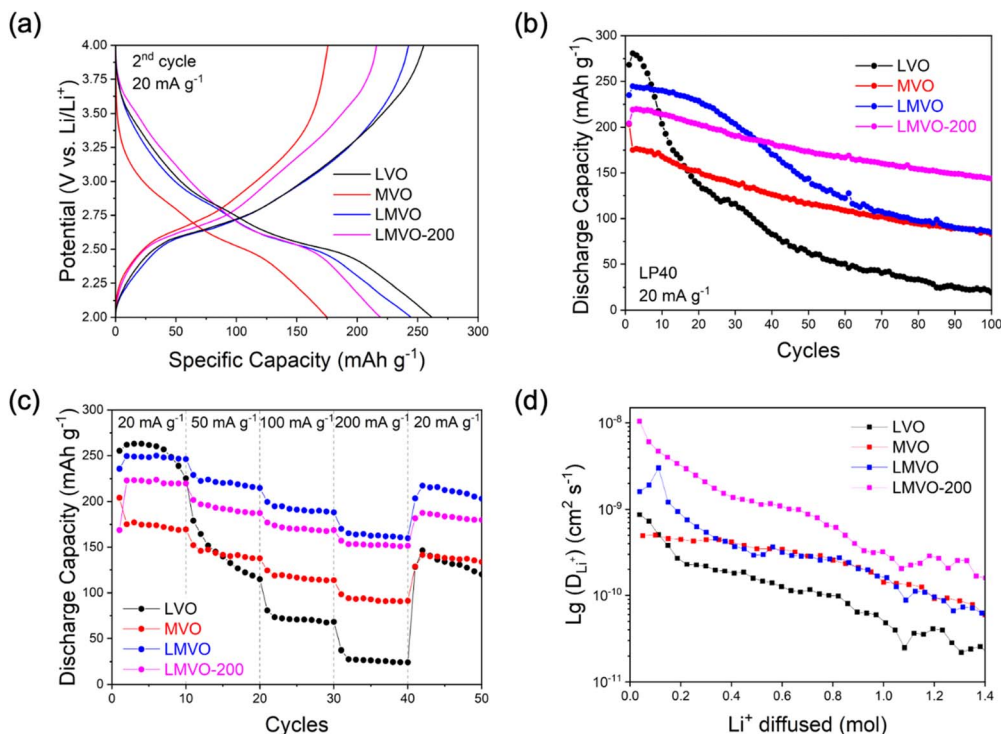 (a)
2nd cycle
20 mA g-1
LVO
MVO
LMVO
LMVO-200
Potential (V vs. Li/Li+)
4.00
3.75
3.50
3.25
3.00
2.75
2.50
2.25
2.00
0 50 100 150 200 250 300
Specific Capacity (mAh g-1)
(b)
LVO
MVO
LMVO
LMVO-200
LP40
20 mA g-1
Discharge Capacity (mAh g-1)
300
250
200
150
100
50
0
0 10 20 30 40 50 60 70 80 90 100
Cycles
(c)
20 mA g-1 50 mA g-1 100 mA g-1 200 mA g-1 20 mA g-1
LVO
MVO
LMVO
LMVO-200
Discharge Capacity (mAh g-1)
300
250
200
150
100
50
0
0 10 20 30 40 50
Cycles
(d)
LVO
MVO
LMVO
LMVO-200
Lg (DLi+) (cm2 s-1)
10-8
10-9
10-10
10-11
0.0 0.2 0.4 0.6 0.8 1.0 1.2 1.4
Li+ diffused (mol)